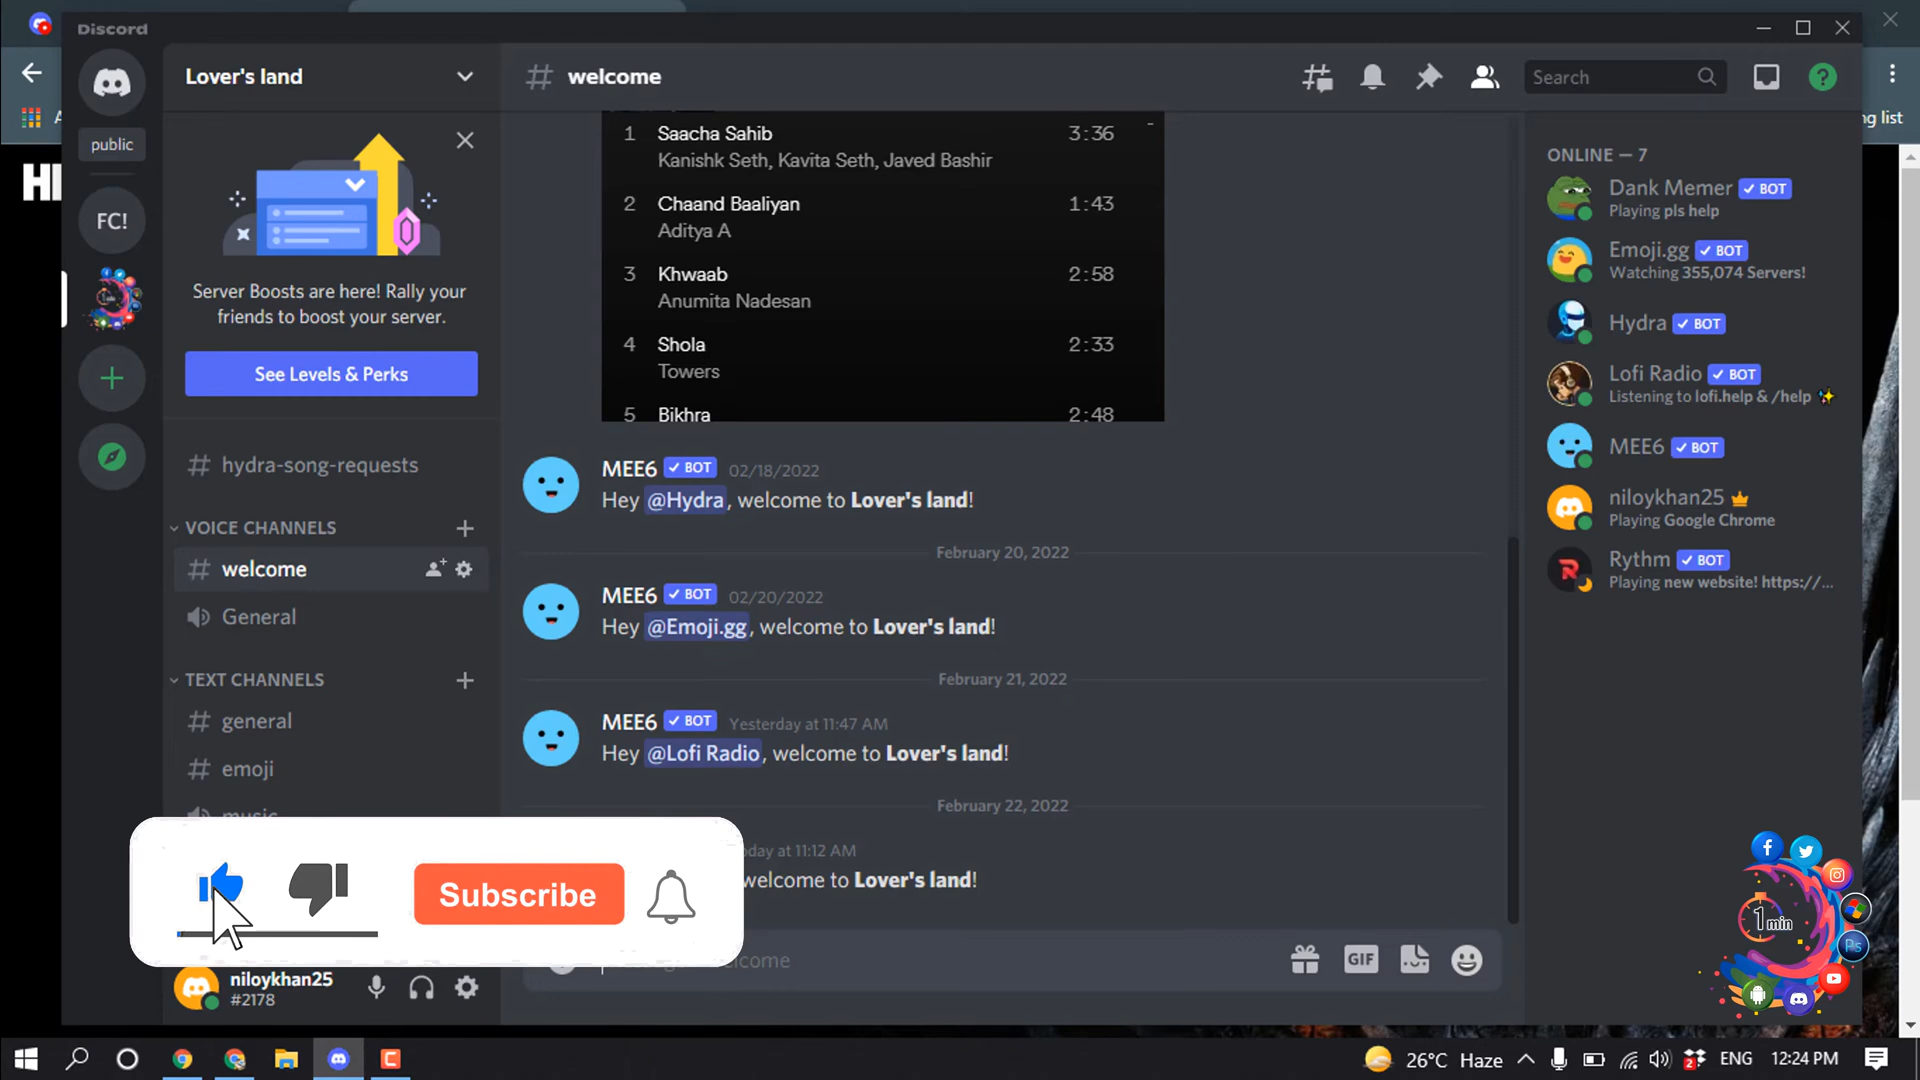 Discord
public
FC!
Lover's land
Server Boosts are here! Rally your
friends to boost your server.
See Levels & Perks
hydra-song-requests
VOICE CHANNELS
welcome
General
TEXT CHANNELS
general
emoji
music
niloykhan25
#2178
# welcome
Search
1 Saacha Sahib 3:36
Kanishk Seth, Kavita Seth, Javed Bashir
2 Chaand Baaliyan 1:43
Aditya A
3 Khwaab 2:58
Anumita Nadesan
4 Shola 2:33
Towers
5 Bikhra 2:48
MEE6 ✓ BOT 02/18/2022
Hey @Hydra, welcome to Lover's land!
February 20, 2022
MEE6 ✓ BOT 02/20/2022
Hey @Emoji.gg, welcome to Lover's land!
February 21, 2022
MEE6 ✓ BOT Yesterday at 11:47 AM
Hey @Lofi Radio, welcome to Lover's land!
February 22, 2022
at 11:12 AM
welcome to Lover's land!
GIF
Subscribe
ONLINE — 7
Dank Memer ✓ BOT
Playing pls help
Emoji.gg ✓ BOT
Watching 355,074 Servers!
Hydra ✓ BOT
Lofi Radio ✓ BOT
Listening to lofi.help & /help
MEE6 ✓ BOT
niloykhan25
Playing Google Chrome
Rythm ✓ BOT
Playing new website! https://...
list
1 min
Ps
26°C Haze
ENG
12:24 PM